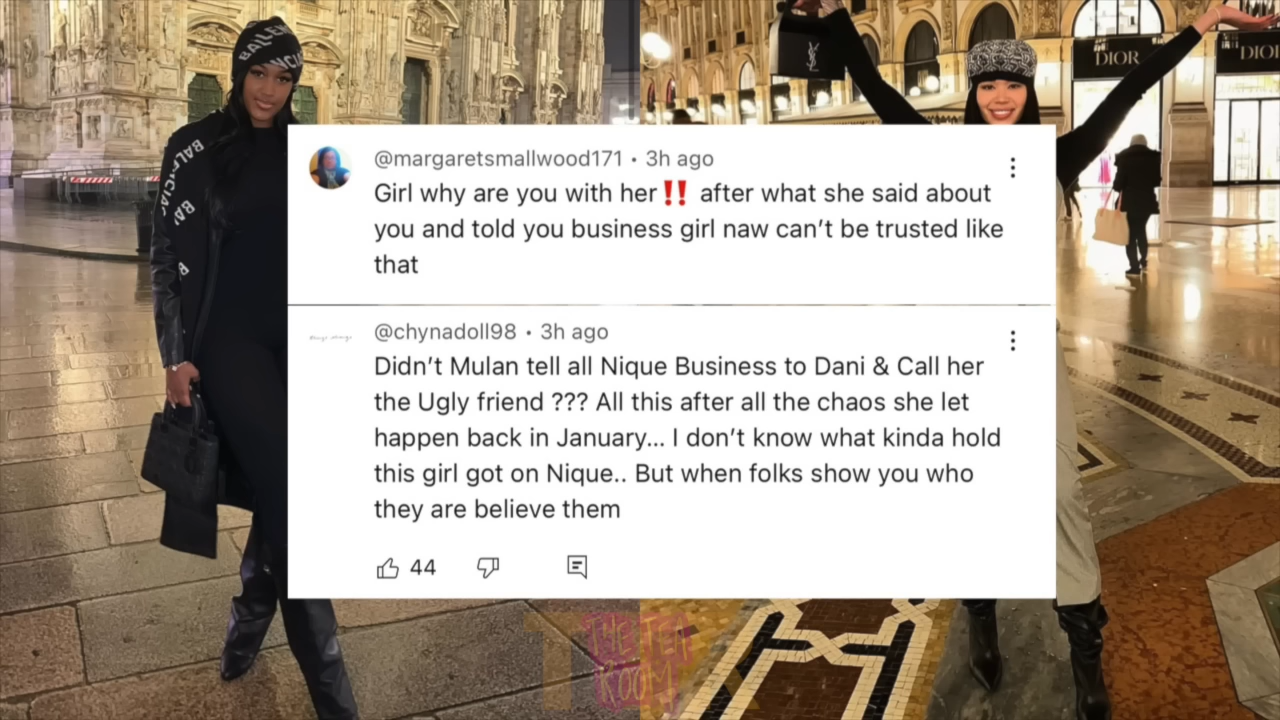 BALENCIAGA
YSL
DIOR
DIOR
@margaretsmallwood171 • 3h ago
Girl why are you with her‼️ after what she said about
you and told you business girl naw can’t be trusted like
that
@chynadoll98 • 3h ago
Didn’t Mulan tell all Nique Business to Dani & Call her
the Ugly friend ??? All this after all the chaos she let
happen back in January... I don’t know what kinda hold
this girl got on Nique.. But when folks show you who
they are believe them
44
THE TEA
ROOM